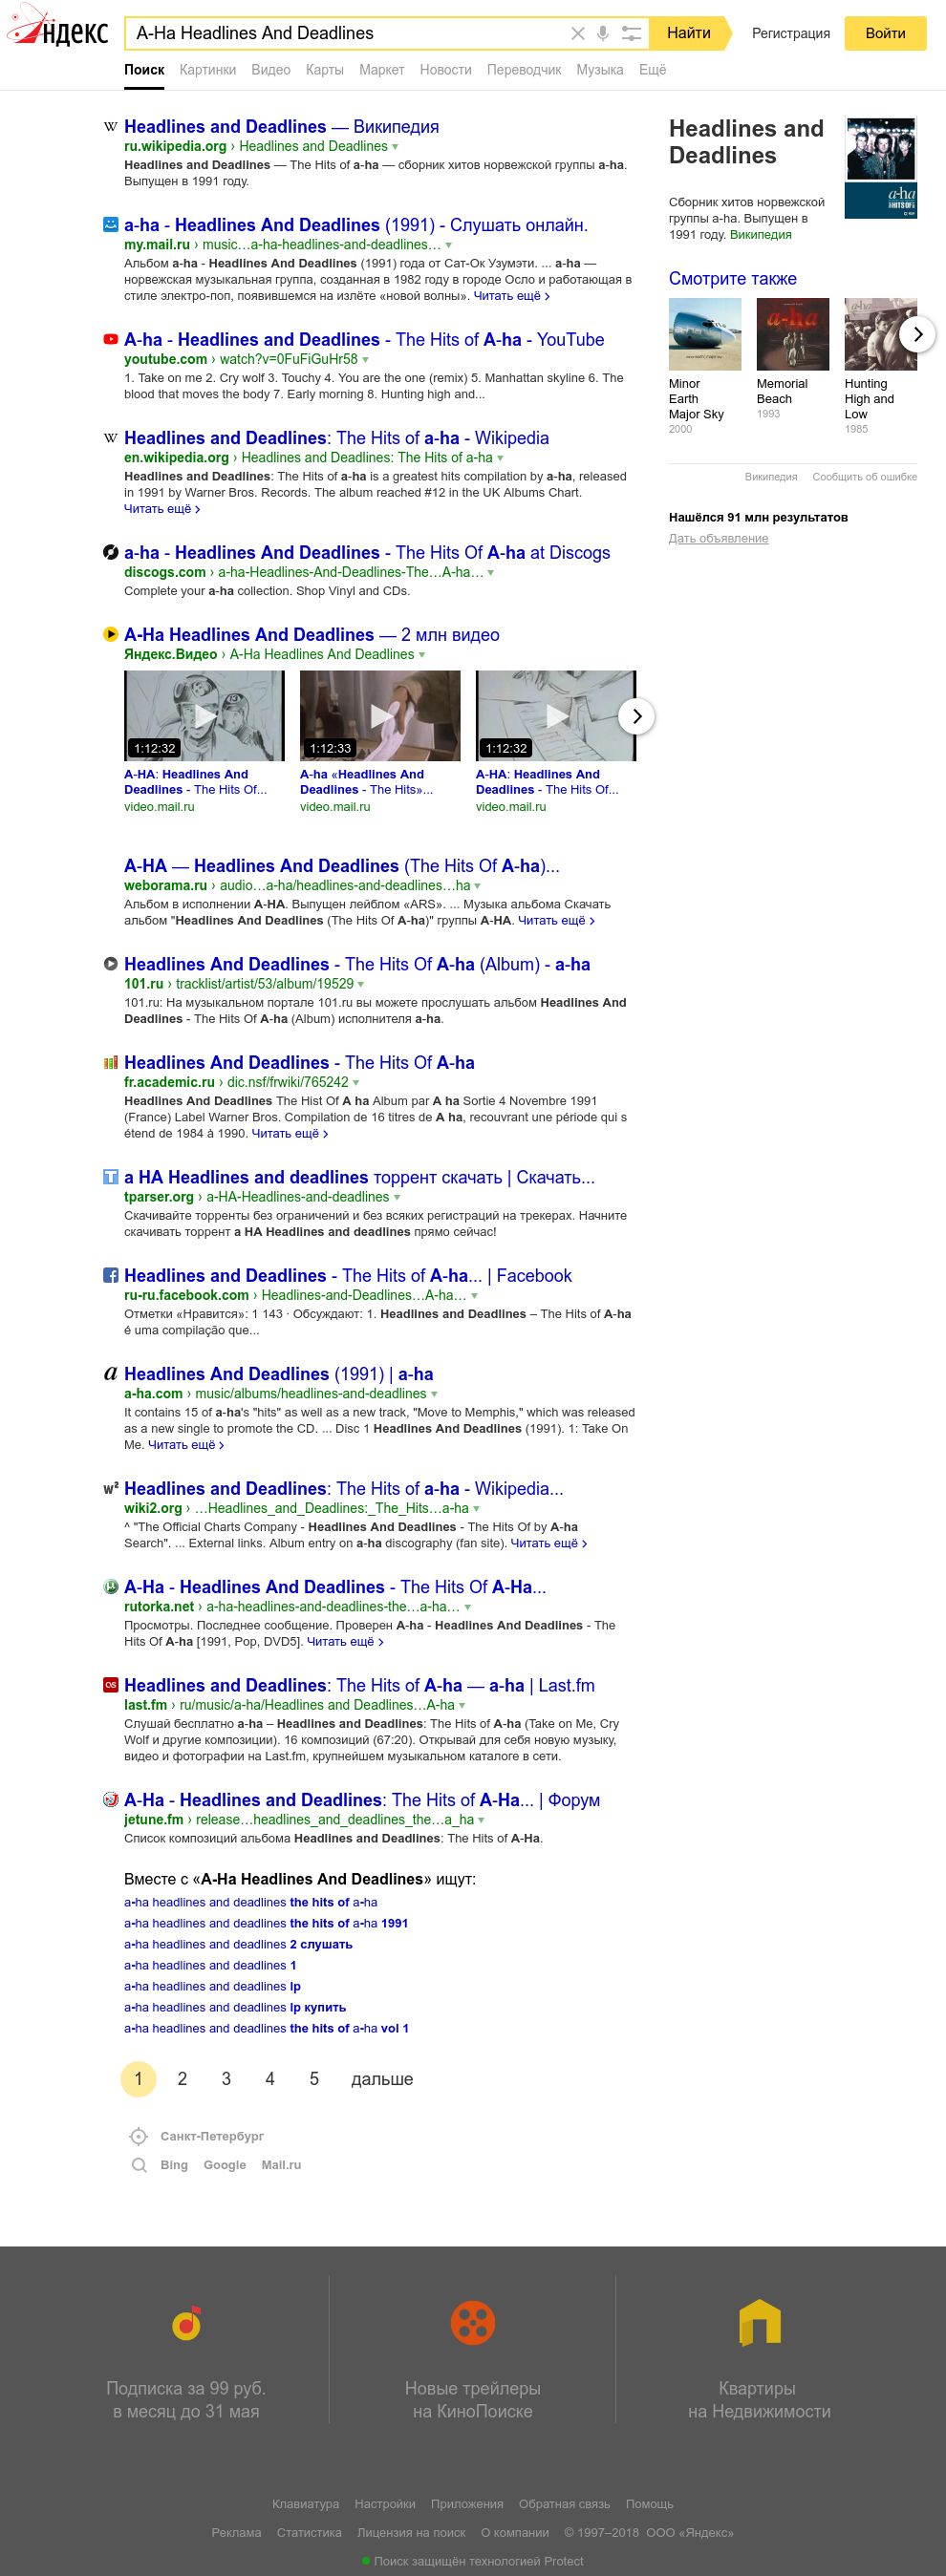 Яндекс
A-Ha Headlines And Deadlines
Найти
Регистрация
Войти
Поиск Картинки Видео Карты Маркет Новости Переводчик Музыка Ещё
Headlines and Deadlines — Википедия
ru.wikipedia.org › Headlines and Deadlines
Headlines and Deadlines — The Hits of a-ha — сборник хитов норвежской группы a-ha.
Выпущен в 1991 году.
a-ha - Headlines And Deadlines (1991) - Слушать онлайн.
my.mail.ru › music…a-ha-headlines-and-deadlines…
Альбом a-ha - Headlines And Deadlines (1991) года от Сат-Ок Узумэти. ... a-ha —
норвежская музыкальная группа, созданная в 1982 году в городе Осло и работающая в
стиле электро-поп, появившемся на излёте «новой волны». Читать ещё
A-ha - Headlines and Deadlines - The Hits of A-ha - YouTube
youtube.com › watch?v=0FuFiGuHr58
1. Take on me 2. Cry wolf 3. Touchy 4. You are the one (remix) 5. Manhattan skyline 6. The
blood that moves the body 7. Early morning 8. Hunting high and...
Headlines and Deadlines: The Hits of a-ha - Wikipedia
en.wikipedia.org › Headlines and Deadlines: The Hits of a-ha
Headlines and Deadlines: The Hits of a-ha is a greatest hits compilation by a-ha, released
in 1991 by Warner Bros. Records. The album reached #12 in the UK Albums Chart.
Читать ещё
a-ha - Headlines And Deadlines - The Hits Of A-ha at Discogs
discogs.com › a-ha-Headlines-And-Deadlines-The…A-ha…
Complete your a-ha collection. Shop Vinyl and CDs.
A-Ha Headlines And Deadlines — 2 млн видео
Яндекс.Видео › A-Ha Headlines And Deadlines
1:12:32
1:12:33
1:12:32
A-HA: Headlines And
Deadlines - The Hits Of...
video.mail.ru
A-ha «Headlines And
Deadlines - The Hits»...
video.mail.ru
A-HA: Headlines And
Deadlines - The Hits Of...
video.mail.ru
A-HA — Headlines And Deadlines (The Hits Of A-ha)...
weborama.ru › audio…a-ha/headlines-and-deadlines…ha
Альбом в исполнении A-HA. Выпущен лейблом «ARS». ... Музыка альбома Скачать
альбом "Headlines And Deadlines (The Hits Of A-ha)" группы A-HA. Читать ещё
Headlines And Deadlines - The Hits Of A-ha (Album) - a-ha
101.ru › tracklist/artist/53/album/19529
101.ru: На музыкальном портале 101.ru вы можете прослушать альбом Headlines And
Deadlines - The Hits Of A-ha (Album) исполнителя a-ha.
Headlines And Deadlines - The Hits Of A-ha
fr.academic.ru › dic.nsf/frwiki/765242
Headlines And Deadlines The Hist Of A ha Album par A ha Sortie 4 Novembre 1991
(France) Label Warner Bros. Compilation de 16 titres de A ha, recouvrant une période qui s
étend de 1984 à 1990. Читать ещё
a HA Headlines and deadlines торрент скачать | Скачать...
tparser.org › a-HA-Headlines-and-deadlines
Скачивайте торренты без ограничений и без всяких регистраций на трекерах. Начните
скачивать торрент a HA Headlines and deadlines прямо сейчас!
Headlines and Deadlines - The Hits of A-ha... | Facebook
ru-ru.facebook.com › Headlines-and-Deadlines…A-ha…
Отметки «Нравится»: 1 143 · Обсуждают: 1. Headlines and Deadlines – The Hits of A-ha
é uma compilação que...
Headlines And Deadlines (1991) | a-ha
a-ha.com › music/albums/headlines-and-deadlines
It contains 15 of a-ha's "hits" as well as a new track, "Move to Memphis," which was released
as a new single to promote the CD. ... Disc 1 Headlines And Deadlines (1991). 1: Take On
Me. Читать ещё
Headlines and Deadlines: The Hits of a-ha - Wikipedia...
wiki2.org › …Headlines_and_Deadlines:_The_Hits…a-ha
^ "The Official Charts Company - Headlines And Deadlines - The Hits Of by A-ha
Search". ... External links. Album entry on a-ha discography (fan site). Читать ещё
A-Ha - Headlines And Deadlines - The Hits Of A-Ha...
rutorka.net › a-ha-headlines-and-deadlines-the…a-ha…
Просмотры. Последнее сообщение. Проверен A-ha - Headlines And Deadlines - The
Hits Of A-ha [1991, Pop, DVD5]. Читать ещё
Headlines and Deadlines: The Hits of A-ha — a-ha | Last.fm
last.fm › ru/music/a-ha/Headlines and Deadlines…A-ha
Слушай бесплатно a-ha – Headlines and Deadlines: The Hits of A-ha (Take on Me, Cry
Wolf и другие композиции). 16 композиций (67:20). Открывай для себя новую музыку,
видео и фотографии на Last.fm, крупнейшем музыкальном каталоге в сети.
A-Ha - Headlines and Deadlines: The Hits of A-Ha... | Форум
jetune.fm › release…headlines_and_deadlines_the…a_ha
Список композиций альбома Headlines and Deadlines: The Hits of A-Ha.
Вместе с «A-Ha Headlines And Deadlines» ищут:
a-ha headlines and deadlines the hits of a-ha
a-ha headlines and deadlines the hits of a-ha 1991
a-ha headlines and deadlines 2 слушать
a-ha headlines and deadlines 1
a-ha headlines and deadlines lp
a-ha headlines and deadlines lp купить
a-ha headlines and deadlines the hits of a-ha vol 1
1 2 3 4 5 дальше
Санкт-Петербург
Bing Google Mail.ru
Headlines and
Deadlines
a-ha
Сборник хитов норвежской
группы a-ha. Выпущен в
1991 году. Википедия
Смотрите также
a-ha
Minor
Earth
Major Sky
2000
Memorial
Beach
1993
Hunting
High and
Low
1985
Википедия Сообщить об ошибке
Нашёлся 91 млн результатов
Дать объявление
Подписка за 99 руб.
в месяц до 31 мая
Новые трейлеры
на КиноПоиске
Квартиры
на Недвижимости
Клавиатура Настройки Приложения Обратная связь Помощь
Реклама Статистика Лицензия на поиск О компании © 1997–2018 ООО «Яндекс»
Поиск защищён технологией Protect